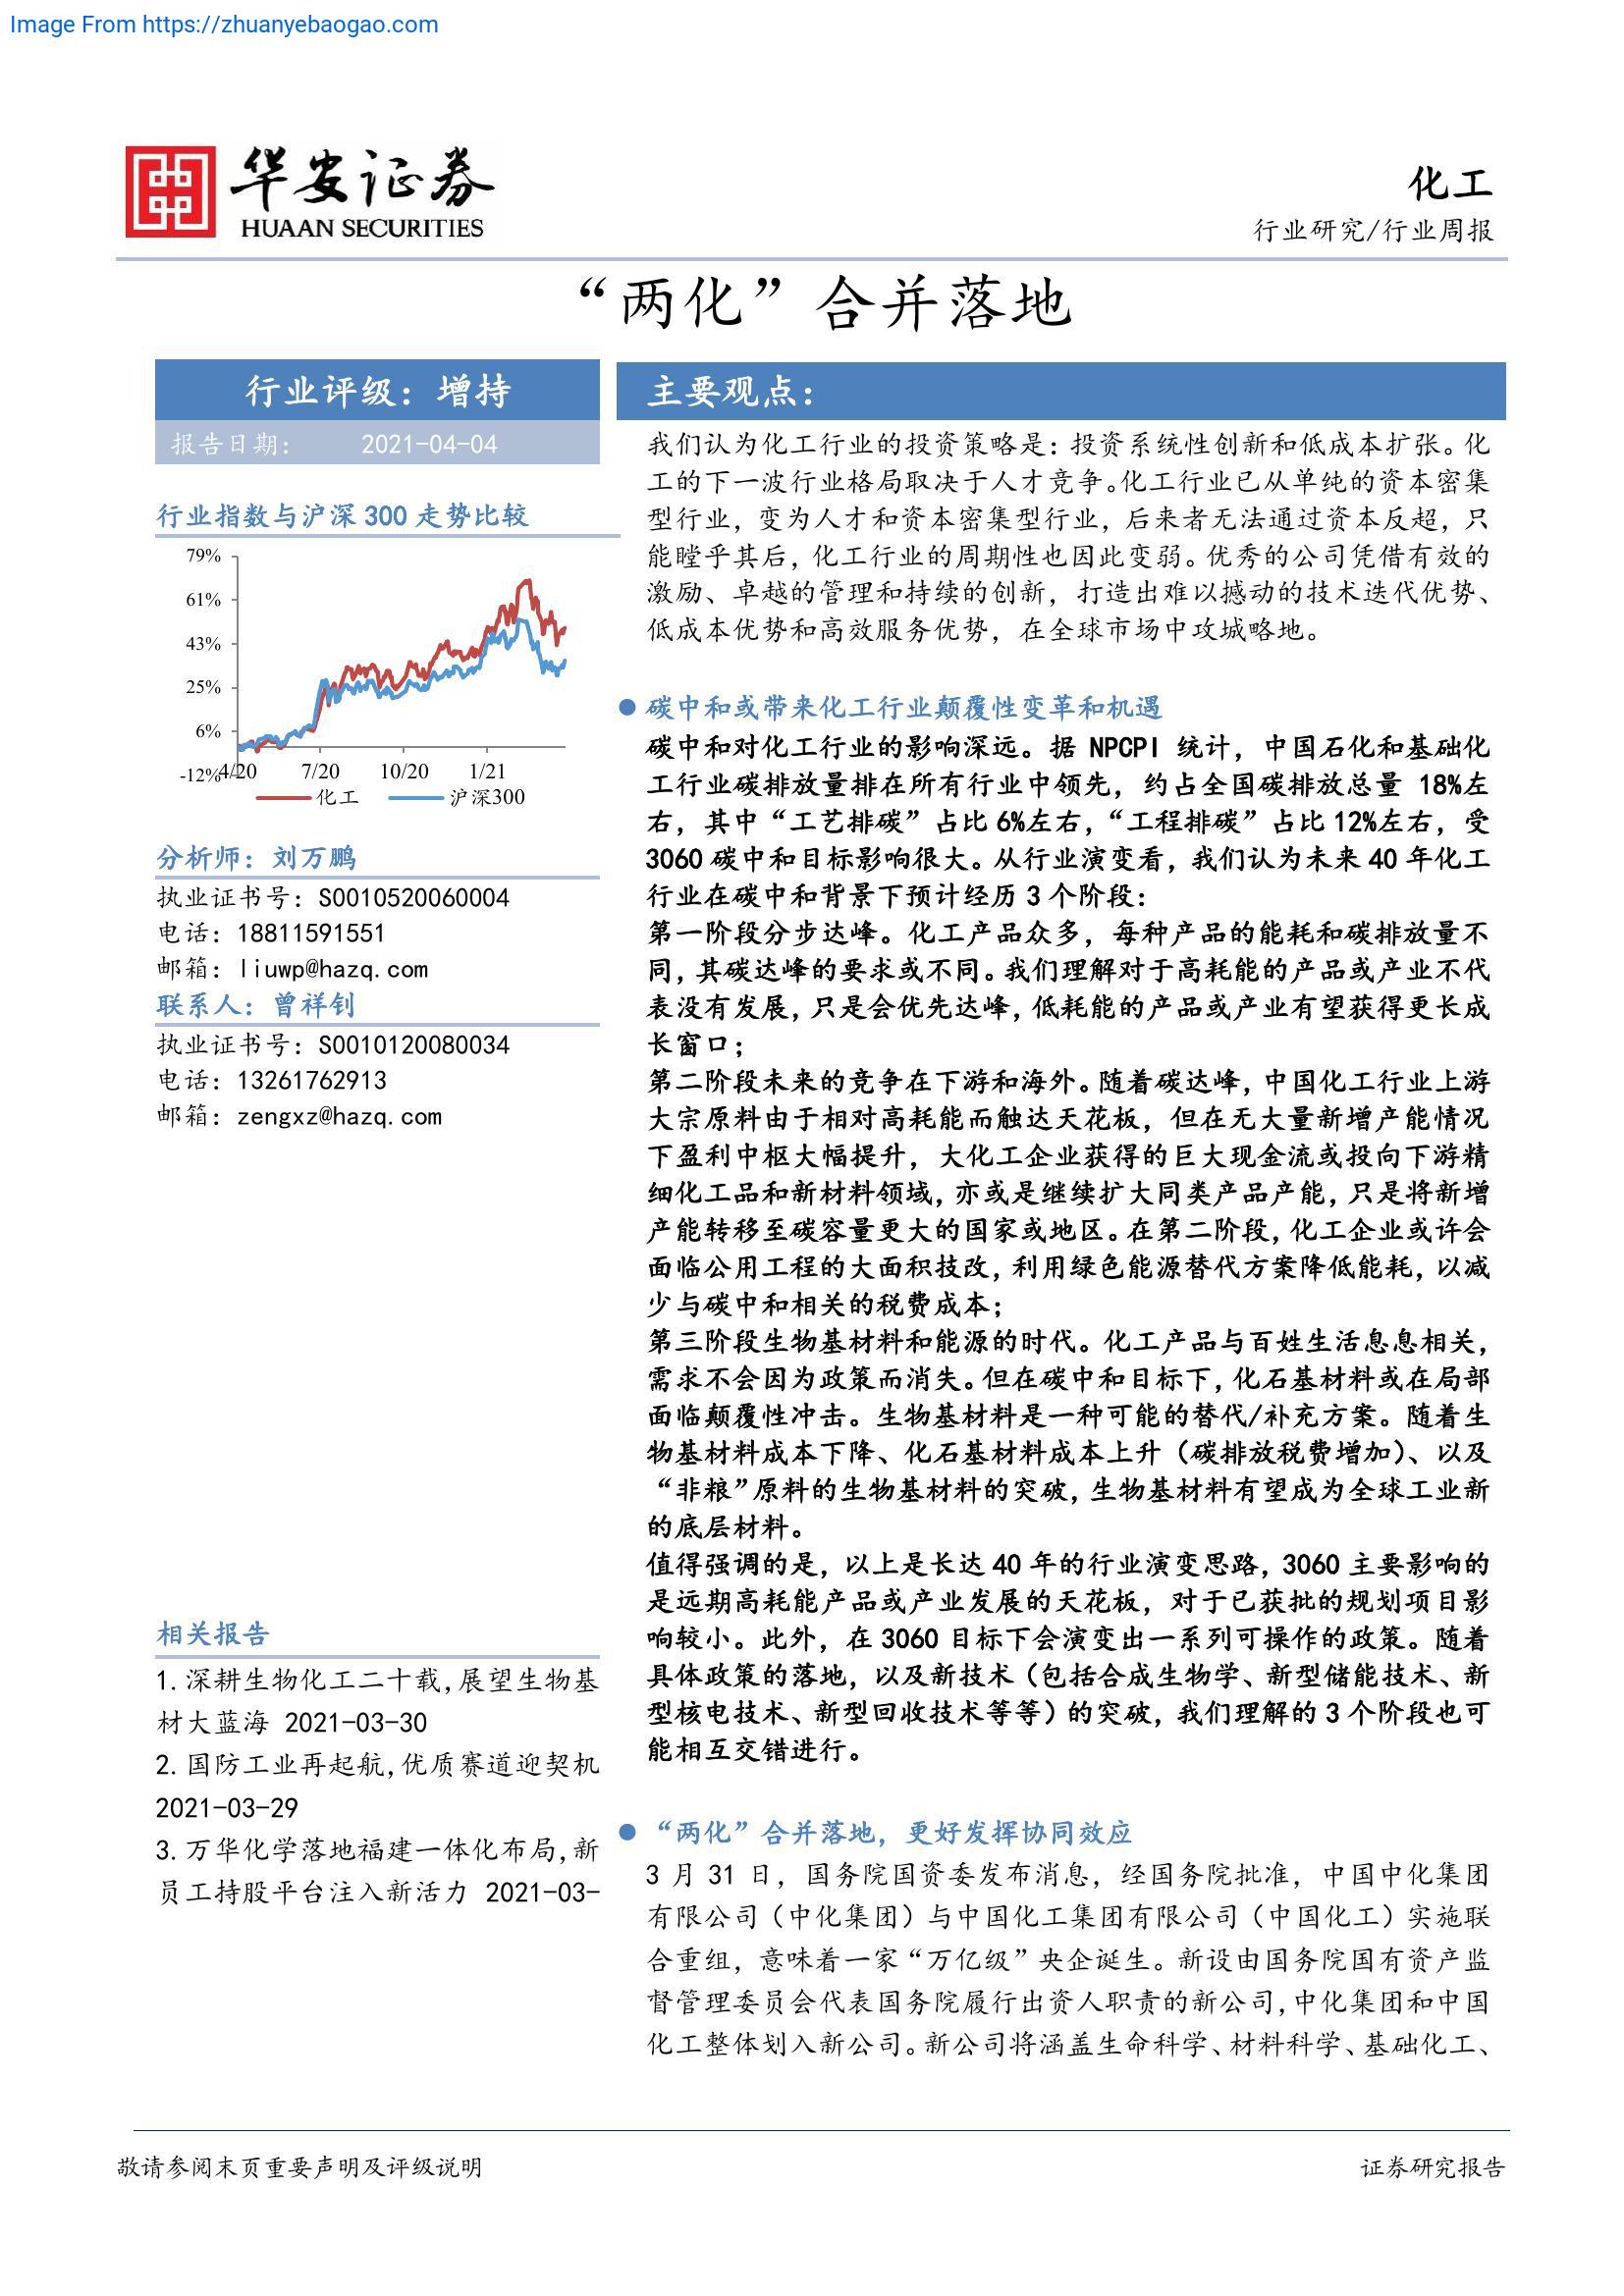 Image From https://zhuanyebaogao.com
华安证券
HUAAN SECURITIES
化工
行业研究/行业周报
“两化”合并落地
行业评级：增持
报告日期： 2021-04-04
行业指数与沪深 300 走势比较
79%
61%
43%
25%
6%
-12%
4/20 7/20 10/20 1/21
化工 沪深300
分析师：刘万鹏
执业证书号：S0010520060004
电话：18811591551
邮箱：liuwp@hazq.com
联系人：曾祥钊
执业证书号：S0010120080034
电话：13261762913
邮箱：zengxz@hazq.com
相关报告
1.深耕生物化工二十载,展望生物基
材大蓝海 2021-03-30
2.国防工业再起航,优质赛道迎契机
2021-03-29
3.万华化学落地福建一体化布局,新
员工持股平台注入新活力 2021-03-
主要观点：
我们认为化工行业的投资策略是：投资系统性创新和低成本扩张。化
工的下一波行业格局取决于人才竞争。化工行业已从单纯的资本密集
型行业，变为人才和资本密集型行业，后来者无法通过资本反超，只
能瞠乎其后，化工行业的周期性也因此变弱。优秀的公司凭借有效的
激励、卓越的管理和持续的创新，打造出难以撼动的技术迭代优势、
低成本优势和高效服务优势，在全球市场中攻城略地。
● 碳中和或带来化工行业颠覆性变革和机遇
碳中和对化工行业的影响深远。据 NPCPI 统计，中国石化和基础化
工行业碳排放量排在所有行业中领先，约占全国碳排放总量 18%左
右，其中“工艺排碳”占比 6%左右，“工程排碳”占比 12%左右，受
3060 碳中和目标影响很大。从行业演变看，我们认为未来 40 年化工
行业在碳中和背景下预计经历 3 个阶段：
第一阶段分步达峰。化工产品众多，每种产品的能耗和碳排放量不
同，其碳达峰的要求或不同。我们理解对于高耗能的产品或产业不代
表没有发展，只是会优先达峰，低耗能的产品或产业有望获得更长成
长窗口；
第二阶段未来的竞争在下游和海外。随着碳达峰，中国化工行业上游
大宗原料由于相对高耗能而触达天花板，但在无大量新增产能情况
下盈利中枢大幅提升，大化工企业获得的巨大现金流或投向下游精
细化工品和新材料领域，亦或是继续扩大同类产品产能，只是将新增
产能转移至碳容量更大的国家或地区。在第二阶段，化工企业或许会
面临公用工程的大面积技改，利用绿色能源替代方案降低能耗，以减
少与碳中和相关的税费成本；
第三阶段生物基材料和能源的时代。化工产品与百姓生活息息相关，
需求不会因为政策而消失。但在碳中和目标下，化石基材料或在局部
面临颠覆性冲击。生物基材料是一种可能的替代/补充方案。随着生
物基材料成本下降、化石基材料成本上升（碳排放税费增加）、以及
“非粮”原料的生物基材料的突破，生物基材料有望成为全球工业新
的底层材料。
值得强调的是，以上是长达 40 年的行业演变思路，3060 主要影响的
是远期高耗能产品或产业发展的天花板，对于已获批的规划项目影
响较小。此外，在 3060 目标下会演变出一系列可操作的政策。随着
具体政策的落地，以及新技术（包括合成生物学、新型储能技术、新
型核电技术、新型回收技术等等）的突破，我们理解的 3 个阶段也可
能相互交错进行。
● “两化”合并落地，更好发挥协同效应
3 月 31 日，国务院国资委发布消息，经国务院批准，中国中化集团
有限公司（中化集团）与中国化工集团有限公司（中国化工）实施联
合重组，意味着一家“万亿级”央企诞生。新设由国务院国有资产监
督管理委员会代表国务院履行出资人职责的新公司,中化集团和中国
化工整体划入新公司。新公司将涵盖生命科学、材料科学、基础化工、
敬请参阅末页重要声明及评级说明
证券研究报告